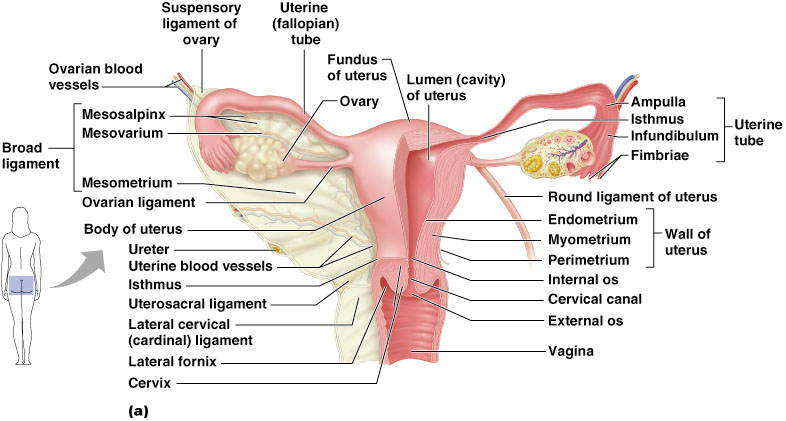 Suspensory
ligament of
ovary
Uterine
(fallopian)
tube
Ovarian blood
vessels
Mesosalpinx
Mesovarium
Broad
ligament
Mesometrium
Ovarian ligament
Body of uterus
Ureter
Uterine blood vessels
Isthmus
Uterosacral ligament
Lateral cervical
(cardinal) ligament
Lateral fornix
Cervix
Fundus
of uterus
Ovary
Lumen (cavity)
of uterus
Ampulla
Isthmus
Infundibulum
Fimbriae
Uterine
tube
Round ligament of uterus
Endometrium
Myometrium
Perimetrium
Wall of
uterus
Internal os
Cervical canal
External os
Vagina
(a)